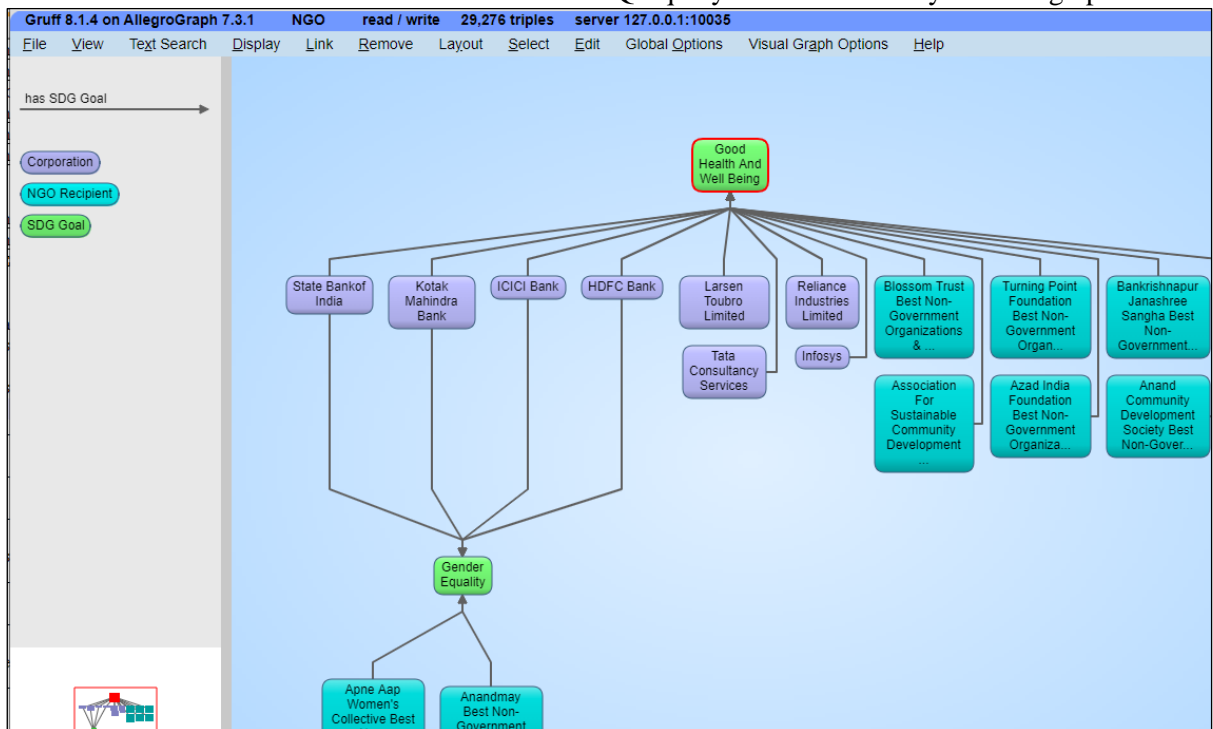 Gruff 8.1.4 on AllegroGraph 7.3.1 NGO read / write 29,276 triples server 127.0.0.1:10035
File View Text Search Display Link Remove Layout Select Edit Global Options Visual Graph Options Help
has SDG Goal
Corporation
NGO Recipient
SDG Goal
Good
Health And
Well Being
State Bankof
India
Kotak
Mahindra
Bank
ICICI Bank
HDFC Bank
Larsen
Toubro
Limited
Reliance
Industries
Limited
Blossom Trust
Best Non-
Government
Organizations
& ...
Turning Point
Foundation
Best Non-
Government
Organ...
Bankrishnapur
Janashree
Sangha Best
Non-
Government...
Tata
Consultancy
Services
Infosys
Association
For
Sustainable
Community
Development
...
Azad India
Foundation
Best Non-
Government
Organiza...
Anand
Community
Development
Society Best
Non-Gover...
Gender
Equality
Apne Aap
Women's
Collective Best
Anandmay
Best Non-
Government